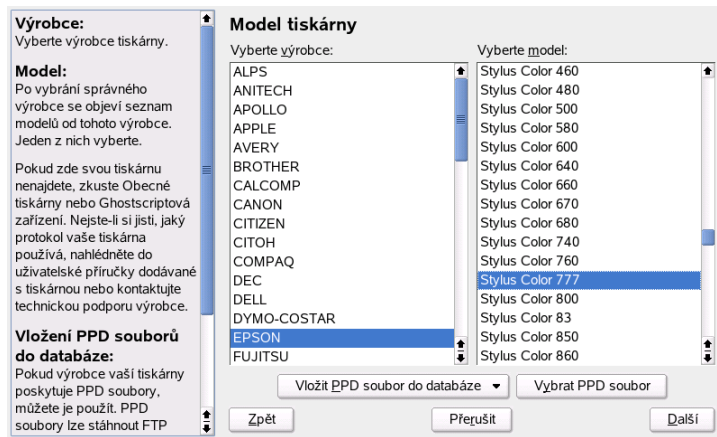 Výrobce:
Vyberte výrobce tiskárny.
Model:
Po vybrání správného
výrobce se objeví seznam
modelů od tohoto výrobce.
Jeden z nich vyberte.
Pokud zde svou tiskárnu
nenajdete, zkuste Obecné
tiskárny nebo Ghostscriptová
zařízení. Nejste-li si jisti, jaký
protokol vaše tiskárna
používá, nahlédněte do
uživatelské příručky dodávané
s tiskárnou nebo kontaktujte
technickou podporu výrobce.
Vložení PPD souborů
do databáze:
Pokud výrobce vaší tiskárny
poskytuje PPD soubory,
můžete je použít. PPD
soubory lze stáhnout FTP
Model tiskárny
Vyberte výrobce:
ALPS
ANITECH
APOLLO
APPLE
AVERY
BROTHER
CALCOMP
CANON
CITIZEN
CITOH
COMPAQ
DEC
DELL
DYMO-COSTAR
EPSON
FUJITSU
Vyberte model:
Stylus Color 460
Stylus Color 480
Stylus Color 500
Stylus Color 580
Stylus Color 600
Stylus Color 640
Stylus Color 660
Stylus Color 670
Stylus Color 680
Stylus Color 740
Stylus Color 760
Stylus Color 777
Stylus Color 800
Stylus Color 83
Stylus Color 850
Stylus Color 860
Vložit PPD soubor do databáze
Vybrat PPD soubor
Zpět
Přerušit
Další